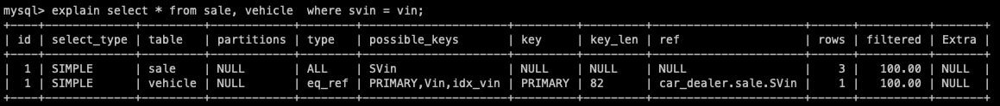 mysql> explain select * from sale, vehicle  where svin = vin;
+----+-------------+---------+------------+--------+---------------------+---------+---------+----------------------+------+----------+-------+
| id | select_type | table   | partitions | type   | possible_keys       | key     | key_len | ref                  | rows | filtered | Extra |
+----+-------------+---------+------------+--------+---------------------+---------+---------+----------------------+------+----------+-------+
|  1 | SIMPLE      | sale    | NULL       | ALL    | SVin                | NULL    | NULL    | NULL                 |    3 |   100.00 | NULL  |
|  1 | SIMPLE      | vehicle | NULL       | eq_ref | PRIMARY,Vin,idx_vin | PRIMARY | 82      | car_dealer.sale.SVin |    1 |   100.00 | NULL  |
+----+-------------+---------+------------+--------+---------------------+---------+---------+----------------------+------+----------+-------+